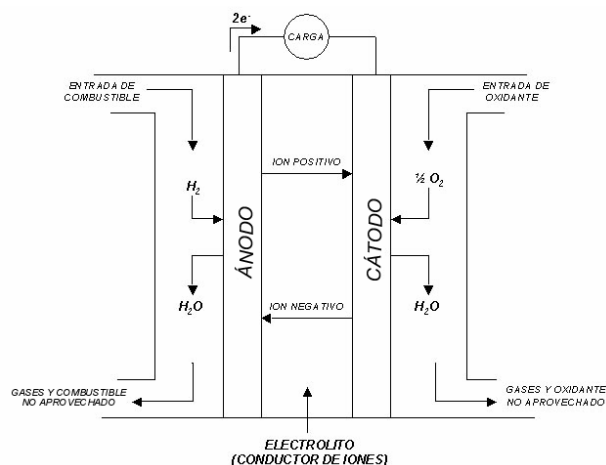 2e-
CARGA
ENTRADA DE
COMBUSTIBLE
ENTRADA DE
OXIDANTE
ION POSITIVO
H₂
½ O₂
ÁNODO
CÁTODO
H₂O
ION NEGATIVO
H₂O
GASES Y COMBUSTIBLE
NO APROVECHADO
GASES Y OXIDANTE
NO APROVECHADO
ELECTROLITO
(CONDUCTOR DE IONES)